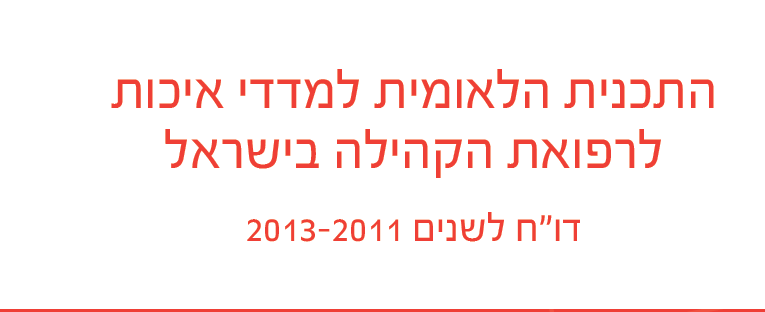 התכנית הלאומית למדדי איכות
לרפואת הקהילה בישראל
דו"ח לשנים 2013-2011